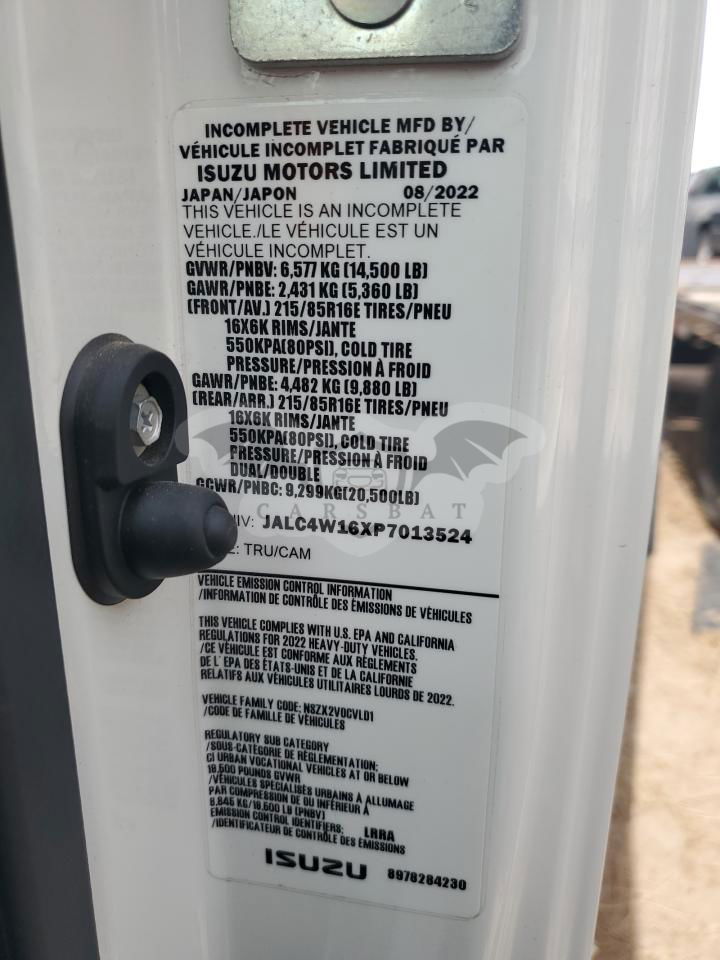 INCOMPLETE VEHICLE MFD BY/
VÉHICULE INCOMPLET FABRIQUÉ PAR
ISUZU MOTORS LIMITED
JAPAN/JAPON 08/2022
THIS VEHICLE IS AN INCOMPLETE
VEHICLE./LE VÉHICULE EST UN
VÉHICULE INCOMPLET.
GVWR/PNBV: 6,577 KG (14,500 LB)
GAWR/PNBE: 2,431 KG (5,360 LB)
(FRONT/AV.) 215/85R16E TIRES/PNEU
16X6K RIMS/JANTE
550KPA(80PSI), COLD TIRE
PRESSURE/PRESSION À FROID
GAWR/PNBE: 4,482 KG (9,880 LB)
(REAR/ARR.) 215/85R16E TIRES/PNEU
16X6K RIMS/JANTE
550KPA(80PSI), COLD TIRE
PRESSURE/PRESSION À FROID
DUAL/DOUBLE
GCWR/PNBC: 9,299KG(20,500LB)
CARSBAT
IV: JALC4W16XP7013524
: TRU/CAM
VEHICLE EMISSION CONTROL INFORMATION
/INFORMATION DE CONTRÔLE DES ÉMISSIONS DE VÉHICULES
THIS VEHICLE COMPLIES WITH U.S. EPA AND CALIFORNIA
REGULATIONS FOR 2022 HEAVY-DUTY VEHICLES.
/CE VÉHICULE EST CONFORME AUX RÈGLEMENTS
DE L' EPA DES ÉTATS-UNIS ET DE LA CALIFORNIE
RELATIFS AUX VÉHICULES UTILITAIRES LOURDS DE 2022.
VEHICLE FAMILY CODE: NSZX2VOCVLD1
/CODE DE FAMILLE DE VÉHICULES
REGULATORY SUB CATEGORY
/SOUS-CATÉGORIE DE RÉGLEMENTATION:
CI URBAN VOCATIONAL VEHICLES AT OR BELOW
19,500 POUNDS GVWR
/VÉHICULES SPÉCIALISÉS URBAINS À ALLUMAGE
PAR COMPRESSION DE OU INFÉRIEUR À
8,845 KG/19,500 LB (PNBV)
EMISSION CONTROL IDENTIFIERS: LRRA
/IDENTIFICATEUR DE CONTRÔLE DES ÉMISSIONS
ISUZU 8978284230